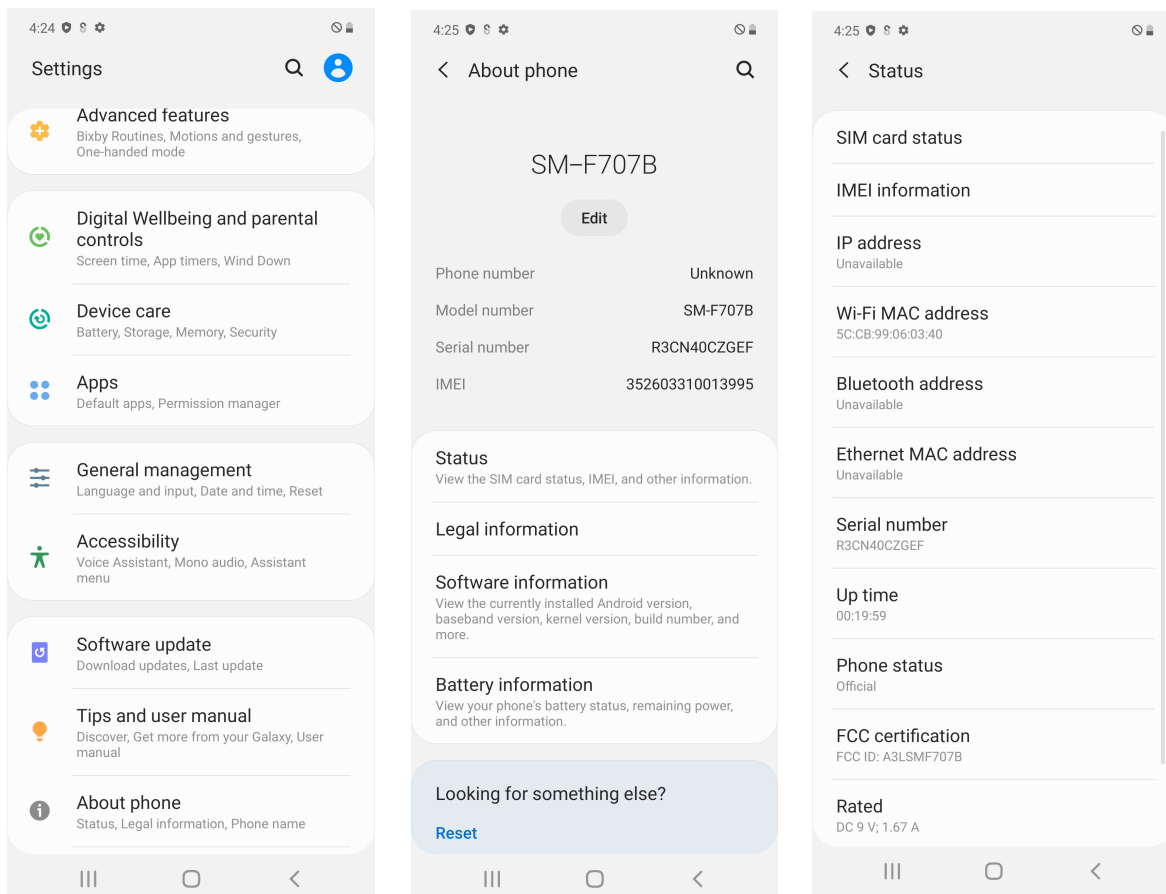 4:24
Settings
Advanced features
Bixby Routines, Motions and gestures,
One-handed mode
Digital Wellbeing and parental
controls
Screen time, App timers, Wind Down
Device care
Battery, Storage, Memory, Security
Apps
Default apps, Permission manager
General management
Language and input, Date and time, Reset
Accessibility
Voice Assistant, Mono audio, Assistant
menu
Software update
Download updates, Last update
Tips and user manual
Discover, Get more from your Galaxy, User
manual
About phone
Status, Legal information, Phone name
4:25
About phone
SM-F707B
Edit
Phone number Unknown
Model number SM-F707B
Serial number R3CN40CZGEF
IMEI 352603310013995
Status
View the SIM card status, IMEI, and other information.
Legal information
Software information
View the currently installed Android version,
baseband version, kernel version, build number, and
more.
Battery information
View your phone's battery status, remaining power,
and other information.
Looking for something else?
Reset
4:25
Status
SIM card status
IMEI information
IP address
Unavailable
Wi-Fi MAC address
5C:CB:99:06:03:40
Bluetooth address
Unavailable
Ethernet MAC address
Unavailable
Serial number
R3CN40CZGEF
Up time
00:19:59
Phone status
Official
FCC certification
FCC ID: A3LSMF707B
Rated
DC 9 V; 1.67 A